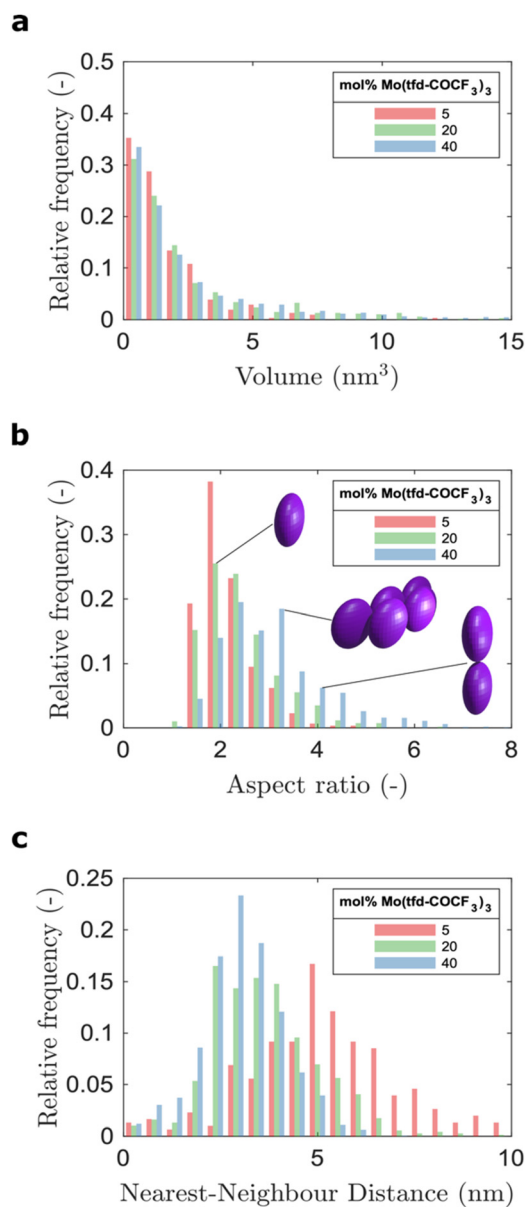 a
Relative frequency (-)
0.5
0.4
0.3
0.2
0.1
0
mol% Mo(tfd-COCF3)3
5
20
40
0 5 10 15
Volume (nm³)
b
Relative frequency (-)
0.4
0.3
0.2
0.1
0
mol% Mo(tfd-COCF3)3
5
20
40
0 2 4 6 8
Aspect ratio (-)
c
Relative frequency (-)
0.25
0.2
0.15
0.1
0.05
0
mol% Mo(tfd-COCF3)3
5
20
40
0 5 10
Nearest-Neighbour Distance (nm)